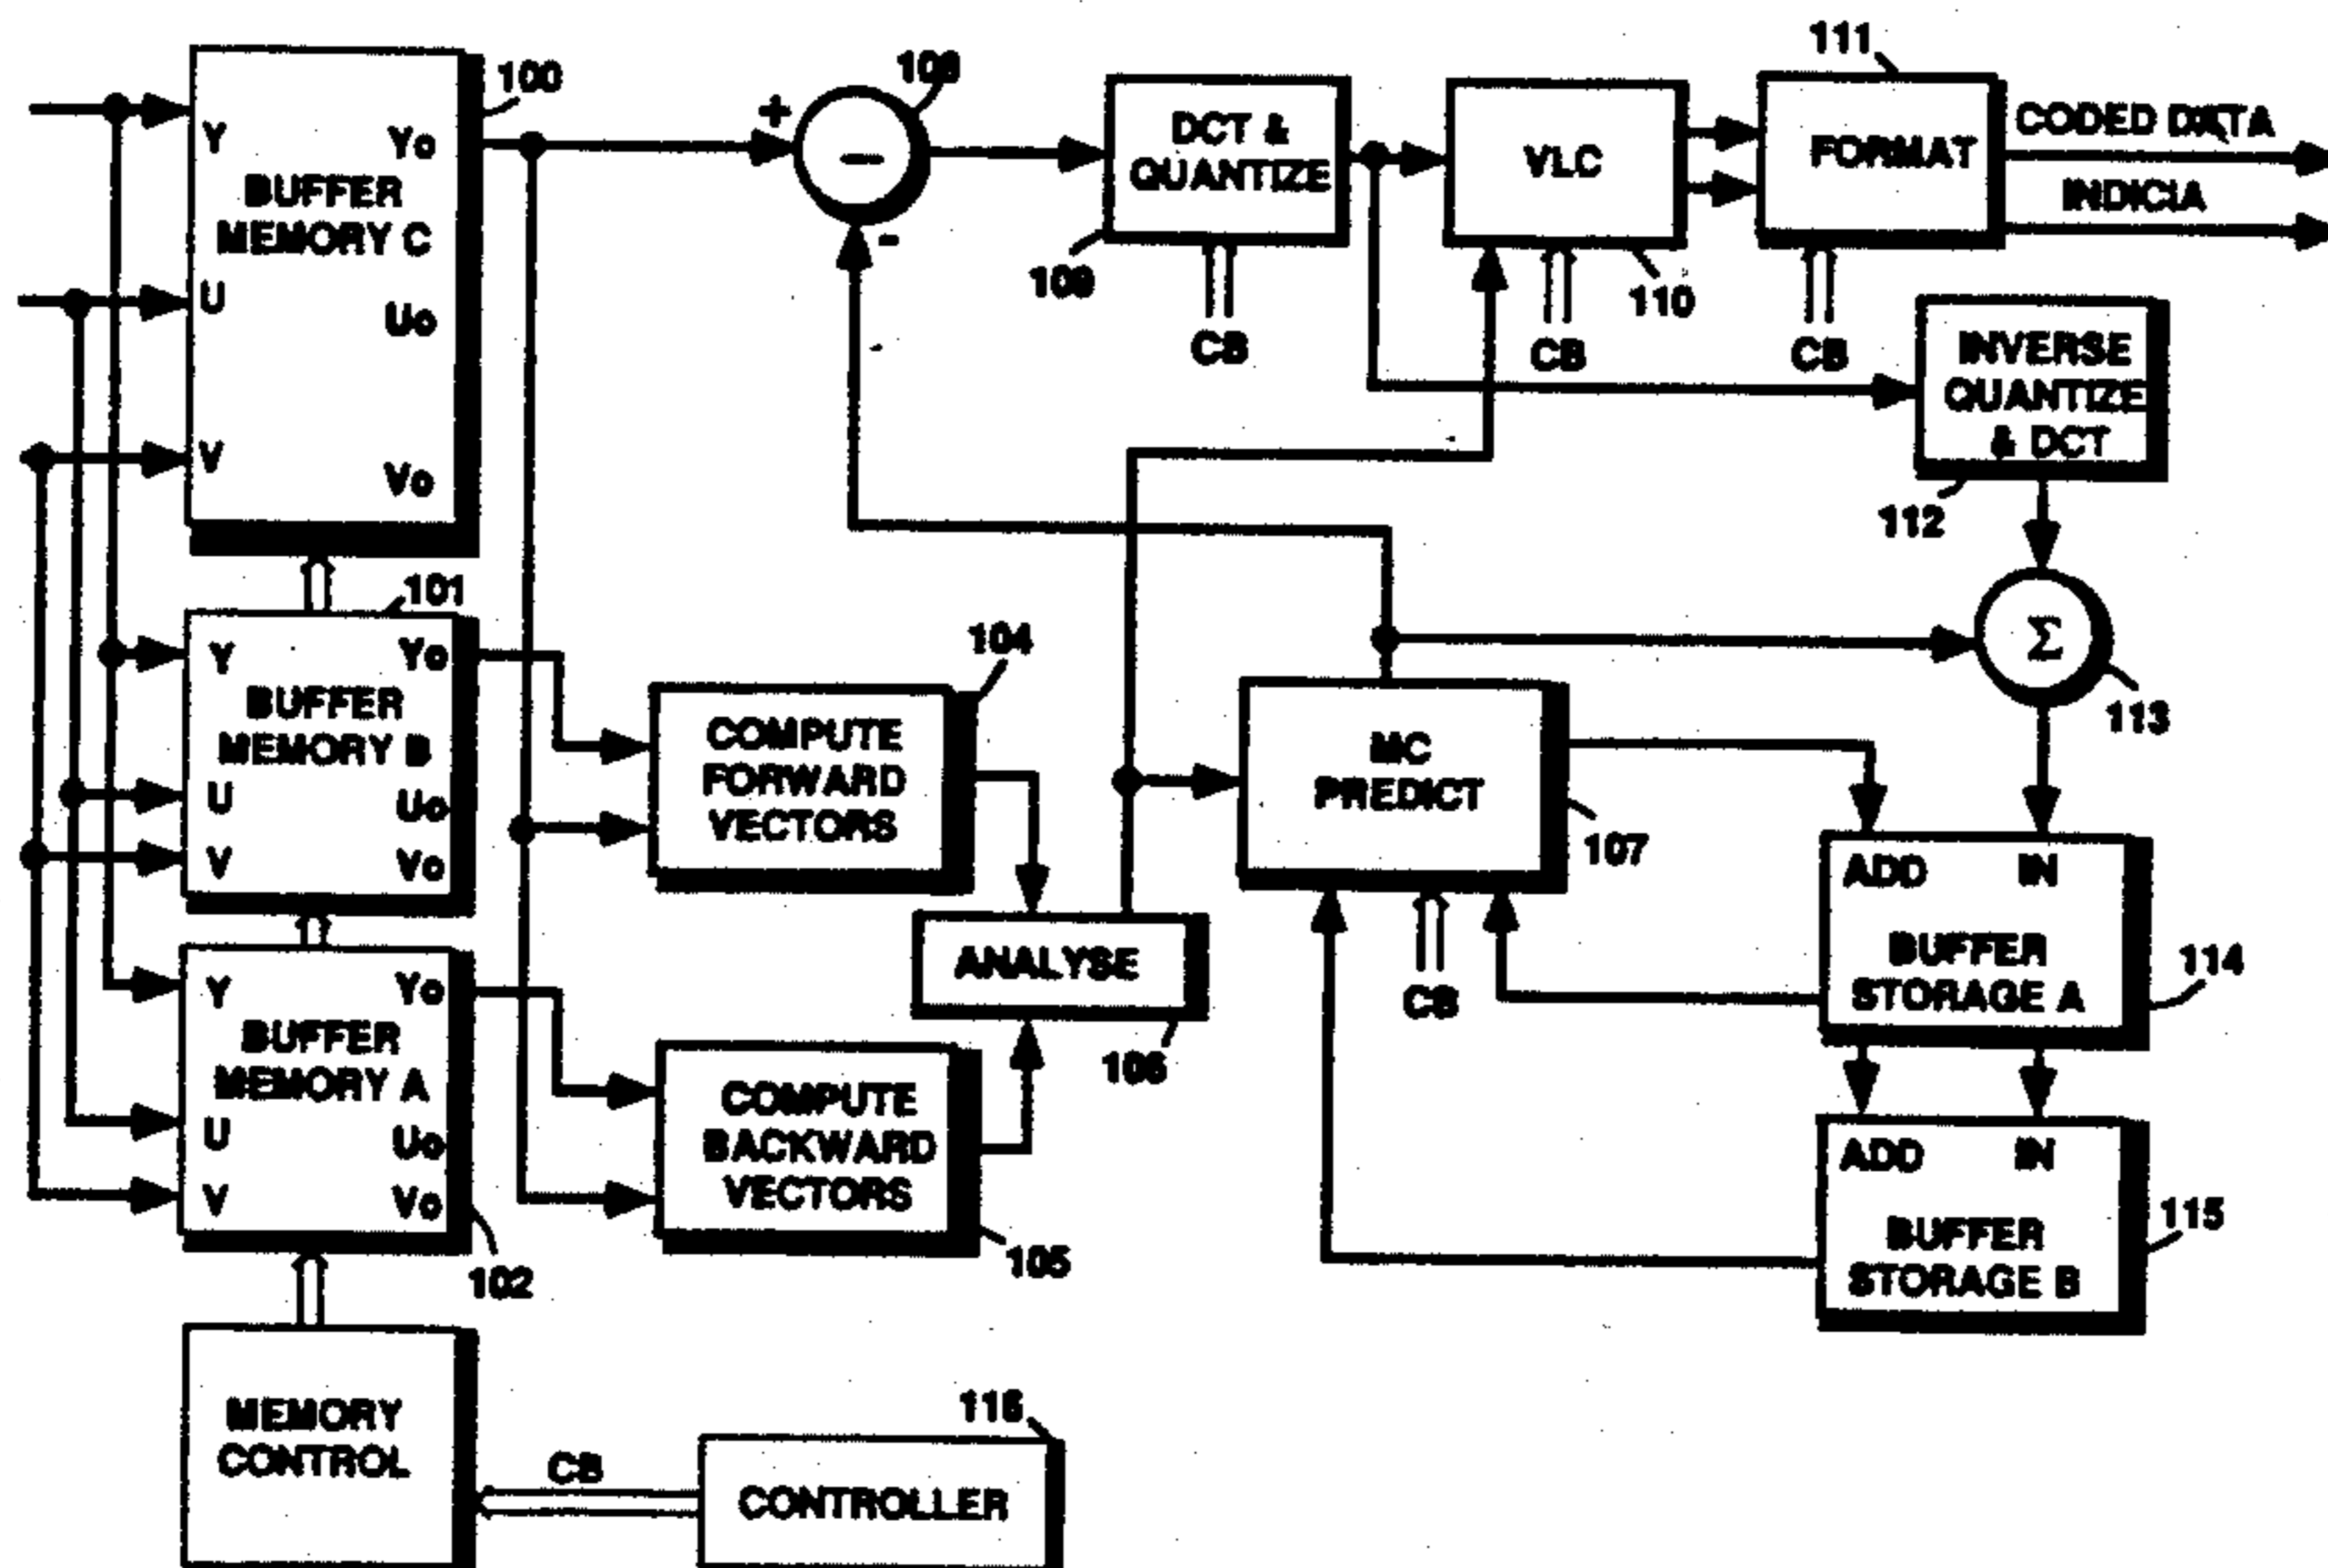 100
Y
Yo
BUFFER
MEMORY C
U
Uo
V
Vo
101
Y
Yo
BUFFER
MEMORY B
U
Uo
V
Vo
Y
Yo
BUFFER
MEMORY A
U
Uo
V
Vo
102
MEMORY
CONTROL
CB
116
CONTROLLER
+
108
—
-
DCT &
QUANTIZE
109
CB
VLC
110
CB
111
FORMAT
CB
CODED DATA
INDICIA
INVERSE
QUANTIZE
& DCT
112
Σ
113
104
COMPUTE
FORWARD
VECTORS
ANALYSE
106
COMPUTE
BACKWARD
VECTORS
105
MC
PREDICT
107
CB
ADD IN
BUFFER
STORAGE A
114
ADD IN
BUFFER
STORAGE B
115